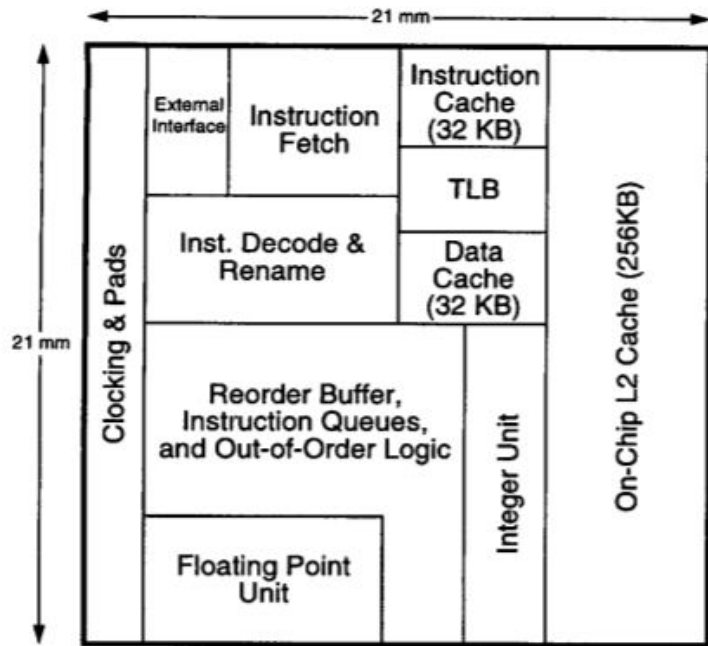 21 mm
21 mm
Clocking & Pads
External
Interface
Instruction
Fetch
Instruction
Cache
(32 KB)
TLB
Inst. Decode &
Rename
Data
Cache
(32 KB)
Reorder Buffer,
Instruction Queues,
and Out-of-Order Logic
Floating Point
Unit
Integer Unit
On-Chip L2 Cache (256KB)